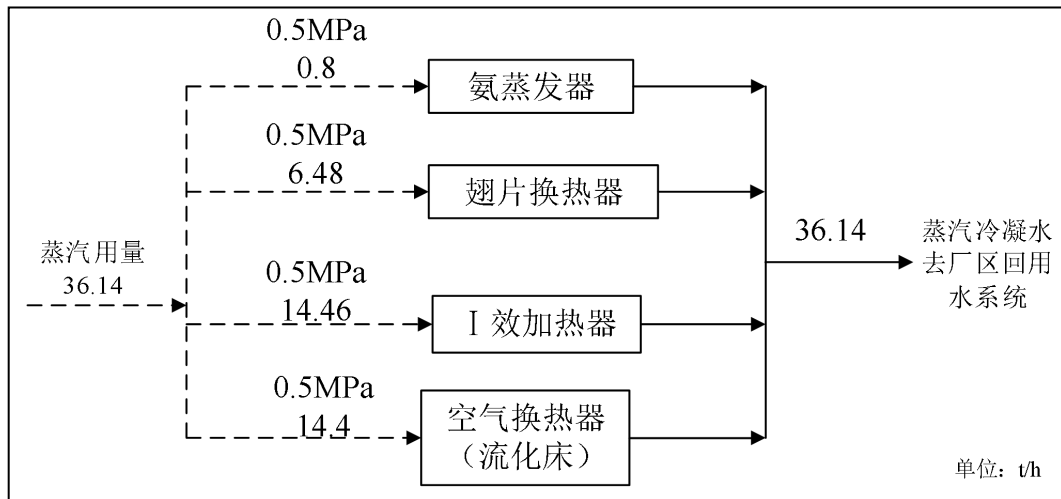 0.5MPa
0.8
氨蒸发器
0.5MPa
6.48
翅片换热器
蒸汽用量
36.14
0.5MPa
14.46
Ⅰ效加热器
0.5MPa
14.4
空气换热器
（流化床）
36.14
蒸汽冷凝水
去厂区回用
水系统
单位：t/h